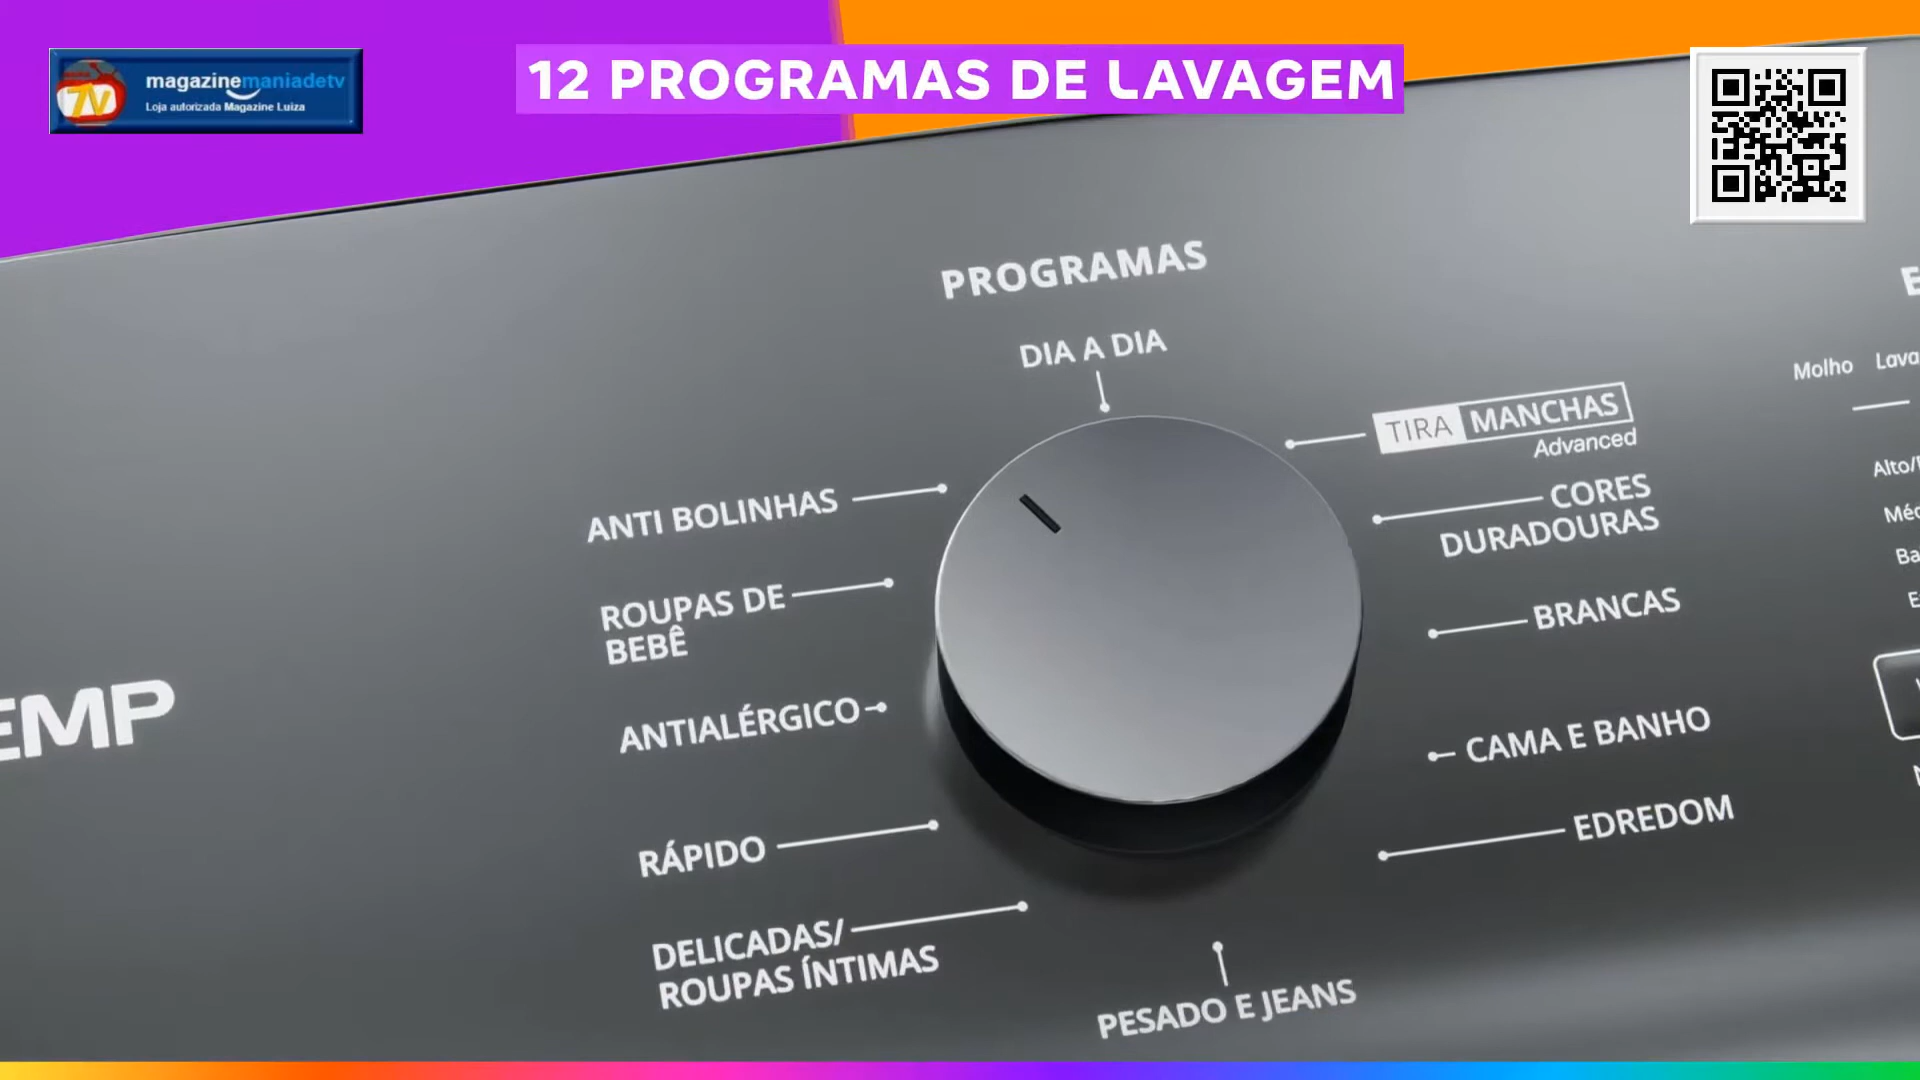 magazinemaniadetv
Loja autorizada Magazine Luiza
TV
12 PROGRAMAS DE LAVAGEM
PROGRAMAS
DIA A DIA
TIRA MANCHAS
Advanced
CORES
DURADOURAS
BRANCAS
CAMA E BANHO
EDREDOM
PESADO E JEANS
ANTI BOLINHAS
ROUPAS DE
BEBÊ
ANTIALÉRGICO
RÁPIDO
DELICADAS/
ROUPAS ÍNTIMAS
EMP
Molho